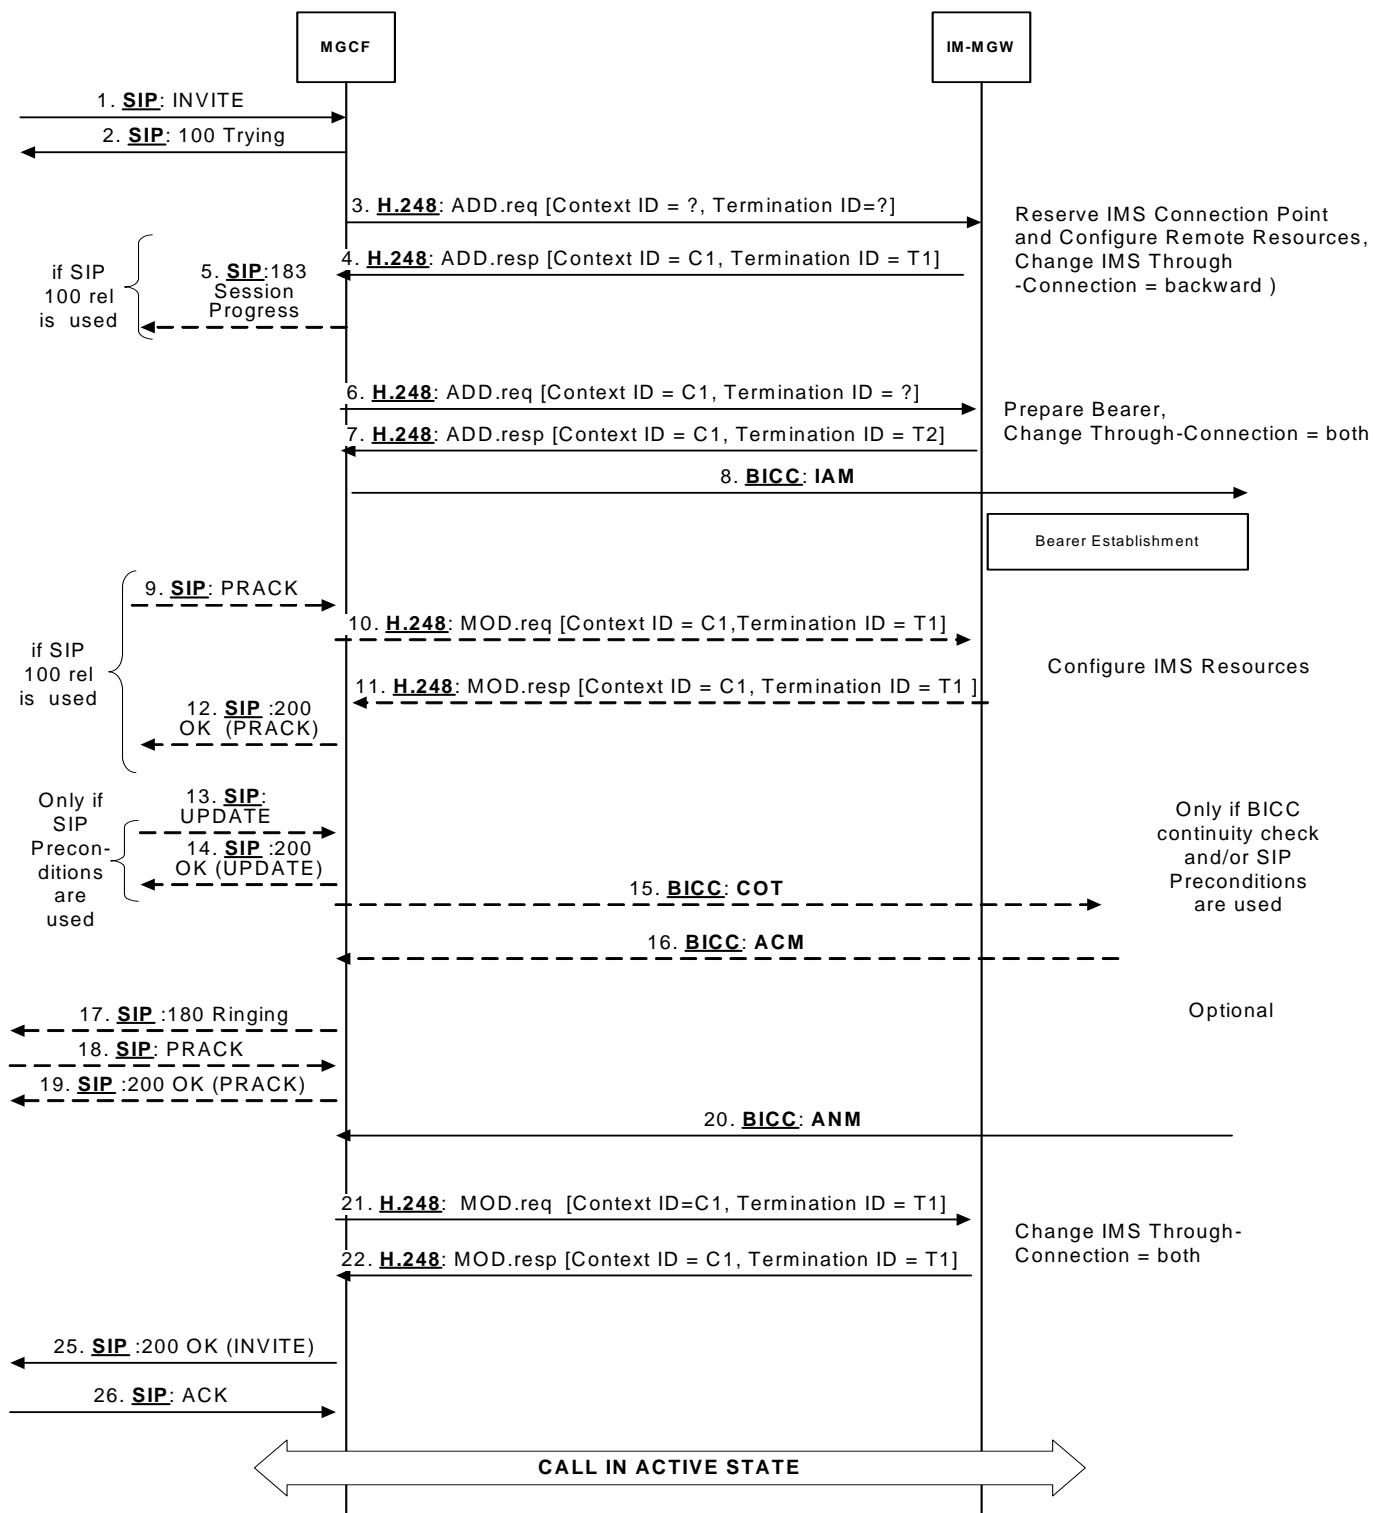 MGCF
IM-MGW
1. SIP: INVITE
2. SIP: 100 Trying
3. H.248: ADD.req [Context ID = ?, Termination ID=?]
Reserve IMS Connection Point
and Configure Remote Resources,
Change IMS Through
-Connection = backward )
4. H.248: ADD.resp [Context ID = C1, Termination ID = T1]
if SIP
100 rel
is used
5. SIP:183
Session
Progress
6. H.248: ADD.req [Context ID = C1, Termination ID = ?]
Prepare Bearer,
Change Through-Connection = both
7. H.248: ADD.resp [Context ID = C1, Termination ID = T2]
8. BICC: IAM
Bearer Establishment
if SIP
100 rel
is used
9. SIP: PRACK
10. H.248: MOD.req [Context ID = C1,Termination ID = T1]
Configure IMS Resources
11. H.248: MOD.resp [Context ID = C1, Termination ID = T1 ]
12. SIP :200
OK (PRACK)
Only if
SIP
Precon-
ditions
are
used
13. SIP:
UPDATE
14. SIP :200
OK (UPDATE)
Only if BICC
continuity check
and/or SIP
Preconditions
are used
15. BICC: COT
16. BICC: ACM
17. SIP :180 Ringing
Optional
18. SIP: PRACK
19. SIP :200 OK (PRACK)
20. BICC: ANM
21. H.248: MOD.req [Context ID=C1, Termination ID = T1]
Change IMS Through-
Connection = both
22. H.248: MOD.resp [Context ID = C1, Termination ID = T1]
25. SIP :200 OK (INVITE)
26. SIP: ACK
CALL IN ACTIVE STATE